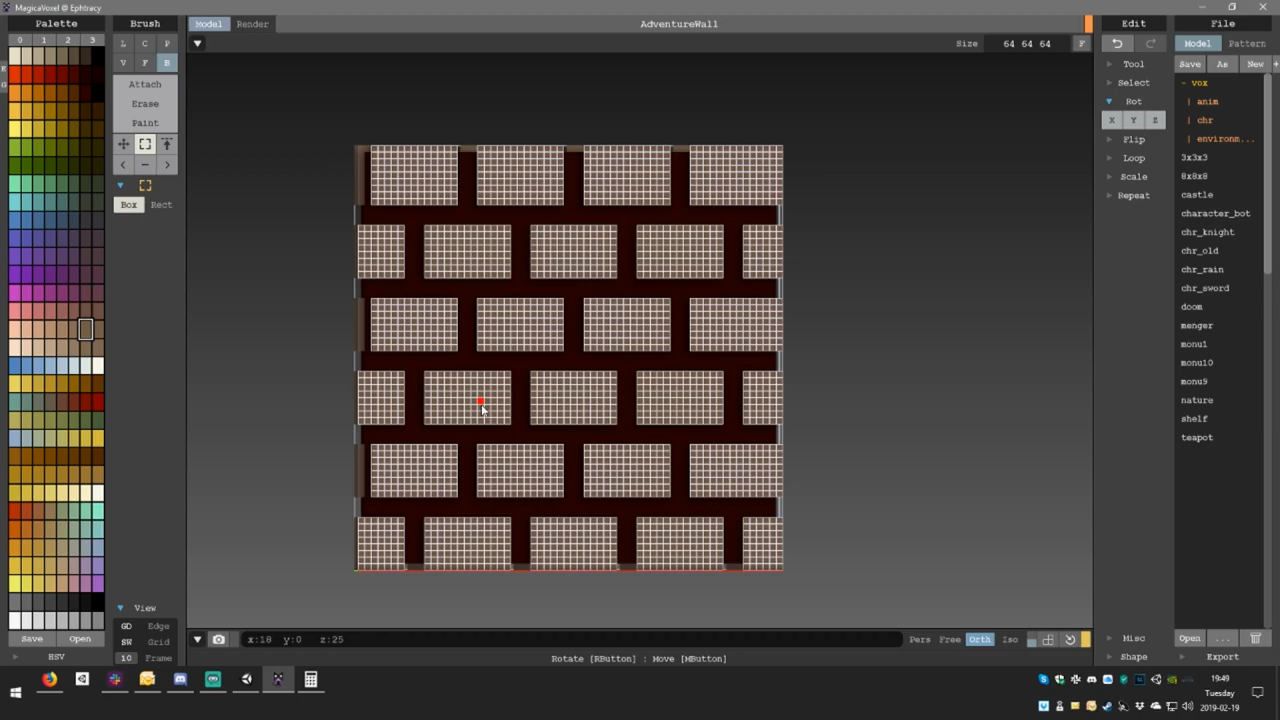 MagicaVoxel @ Ephtracy
Palette
Brush
Model Render
AdventureWall
Edit
File
0 1 2 3
L C P
Size 64 64 64 F
Model Pattern
V F B
Tool
Save As New +
Attach
Select
- vox
Erase
Rot
| anim
Paint
X Y Z
| chr
Flip
| environm...
Loop
3x3x3
Scale
8x8x8
Repeat
castle
Box Rect
character_bot
chr_knight
chr_old
chr_rain
chr_sword
doom
menger
monu1
monu10
monu9
nature
shelf
teapot
View
GD Edge
SW Grid
10 Frame
Save Open
HSV
x:18 y:0 z:25
Pers Free Orth Iso
Misc
Open ...
Rotate [RButton] : Move [MButton]
Shape
Export
19:49
Tuesday
2019-02-19